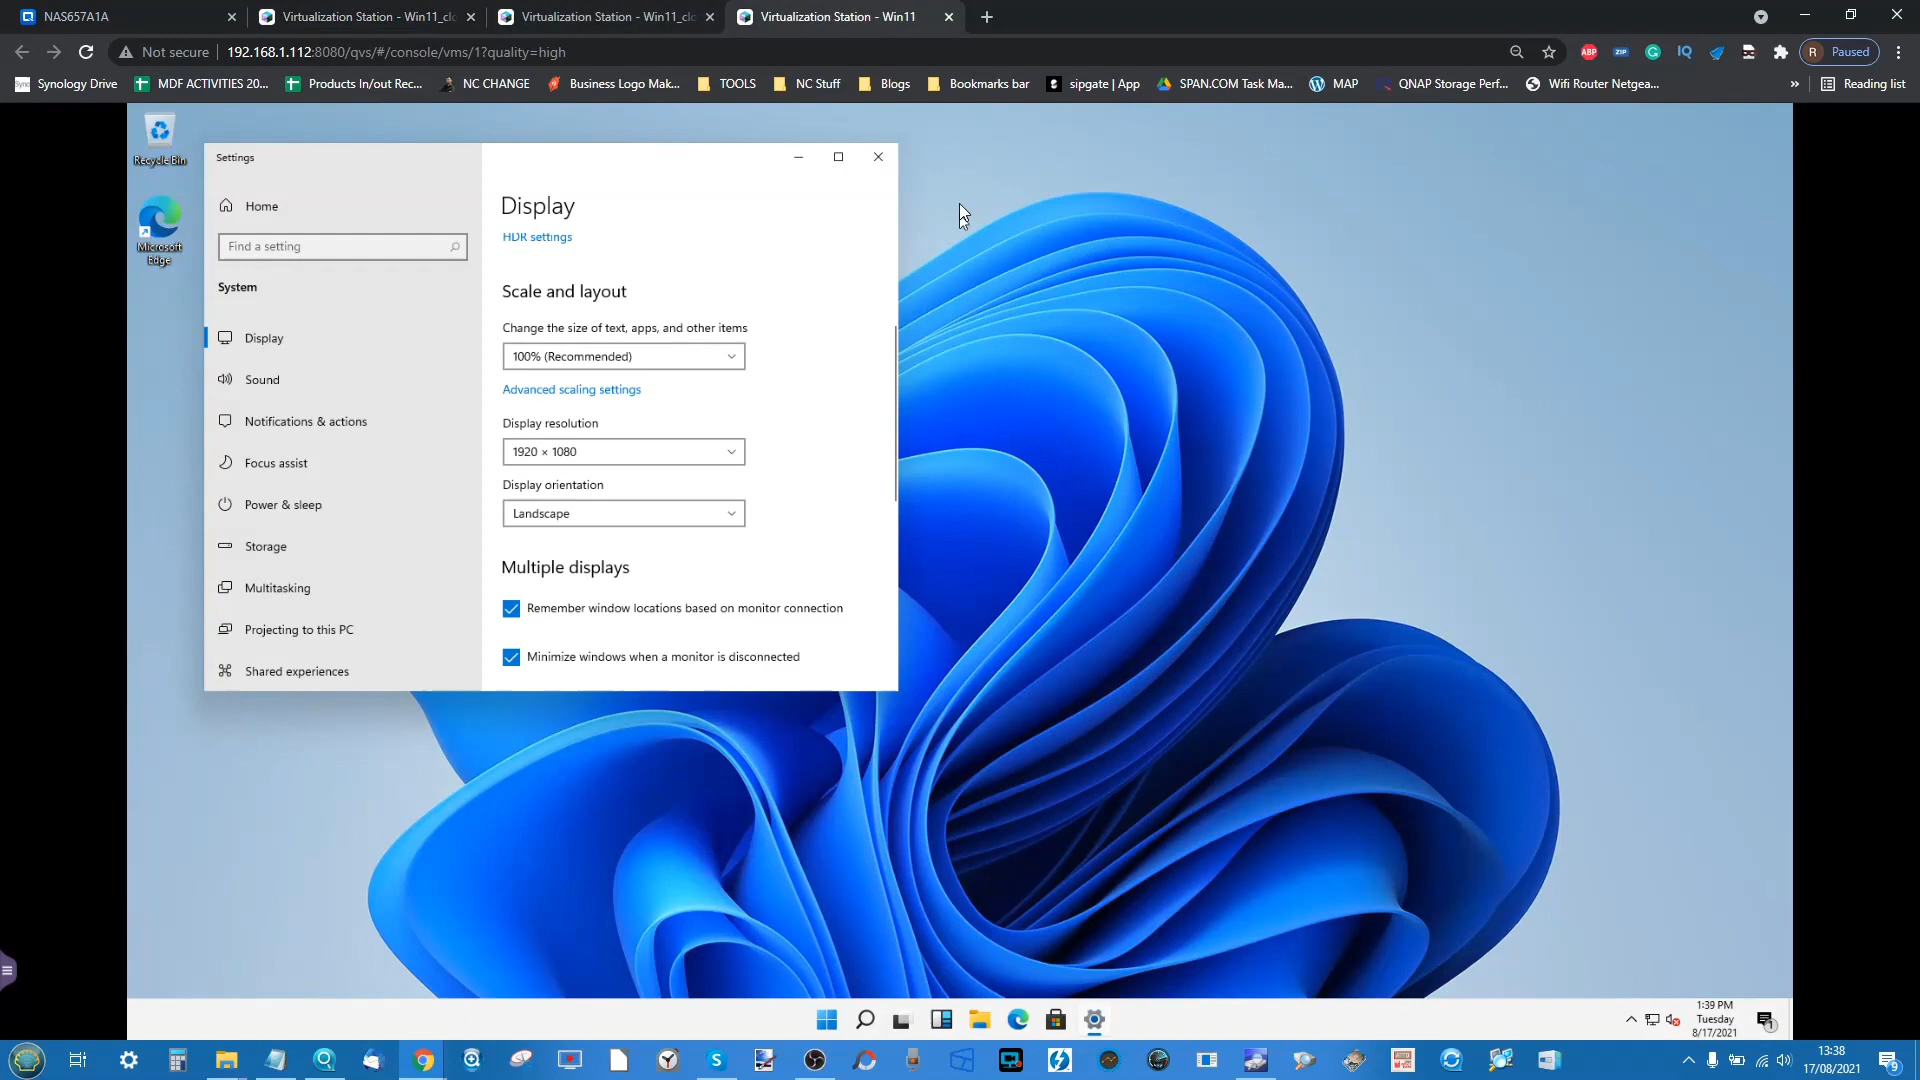 NAS657A1A
Virtualization Station - Win11_clo
Virtualization Station - Win11_clo
Virtualization Station - Win11
Not secure
192.168.1.112:8080/qvs/#/console/vms/1?quality=high
ABP
ZIP
IQ
R Paused
Synology Drive
MDF ACTIVITIES 20...
Products In/out Rec...
NC CHANGE
Business Logo Mak...
TOOLS
NC Stuff
Blogs
Bookmarks bar
sipgate | App
SPAN.COM Task Ma...
MAP
QNAP Storage Perf...
Wifi Router Netgea...
»
Reading list
Recycle Bin
Microsoft
Edge
Settings
Home
Find a setting
System
Display
Sound
Notifications & actions
Focus assist
Power & sleep
Storage
Multitasking
Projecting to this PC
Shared experiences
Display
HDR settings
Scale and layout
Change the size of text, apps, and other items
100% (Recommended)
Advanced scaling settings
Display resolution
1920 × 1080
Display orientation
Landscape
Multiple displays
Remember window locations based on monitor connection
Minimize windows when a monitor is disconnected
1:39 PM
Tuesday
8/17/2021
1
13:38
17/08/2021
9